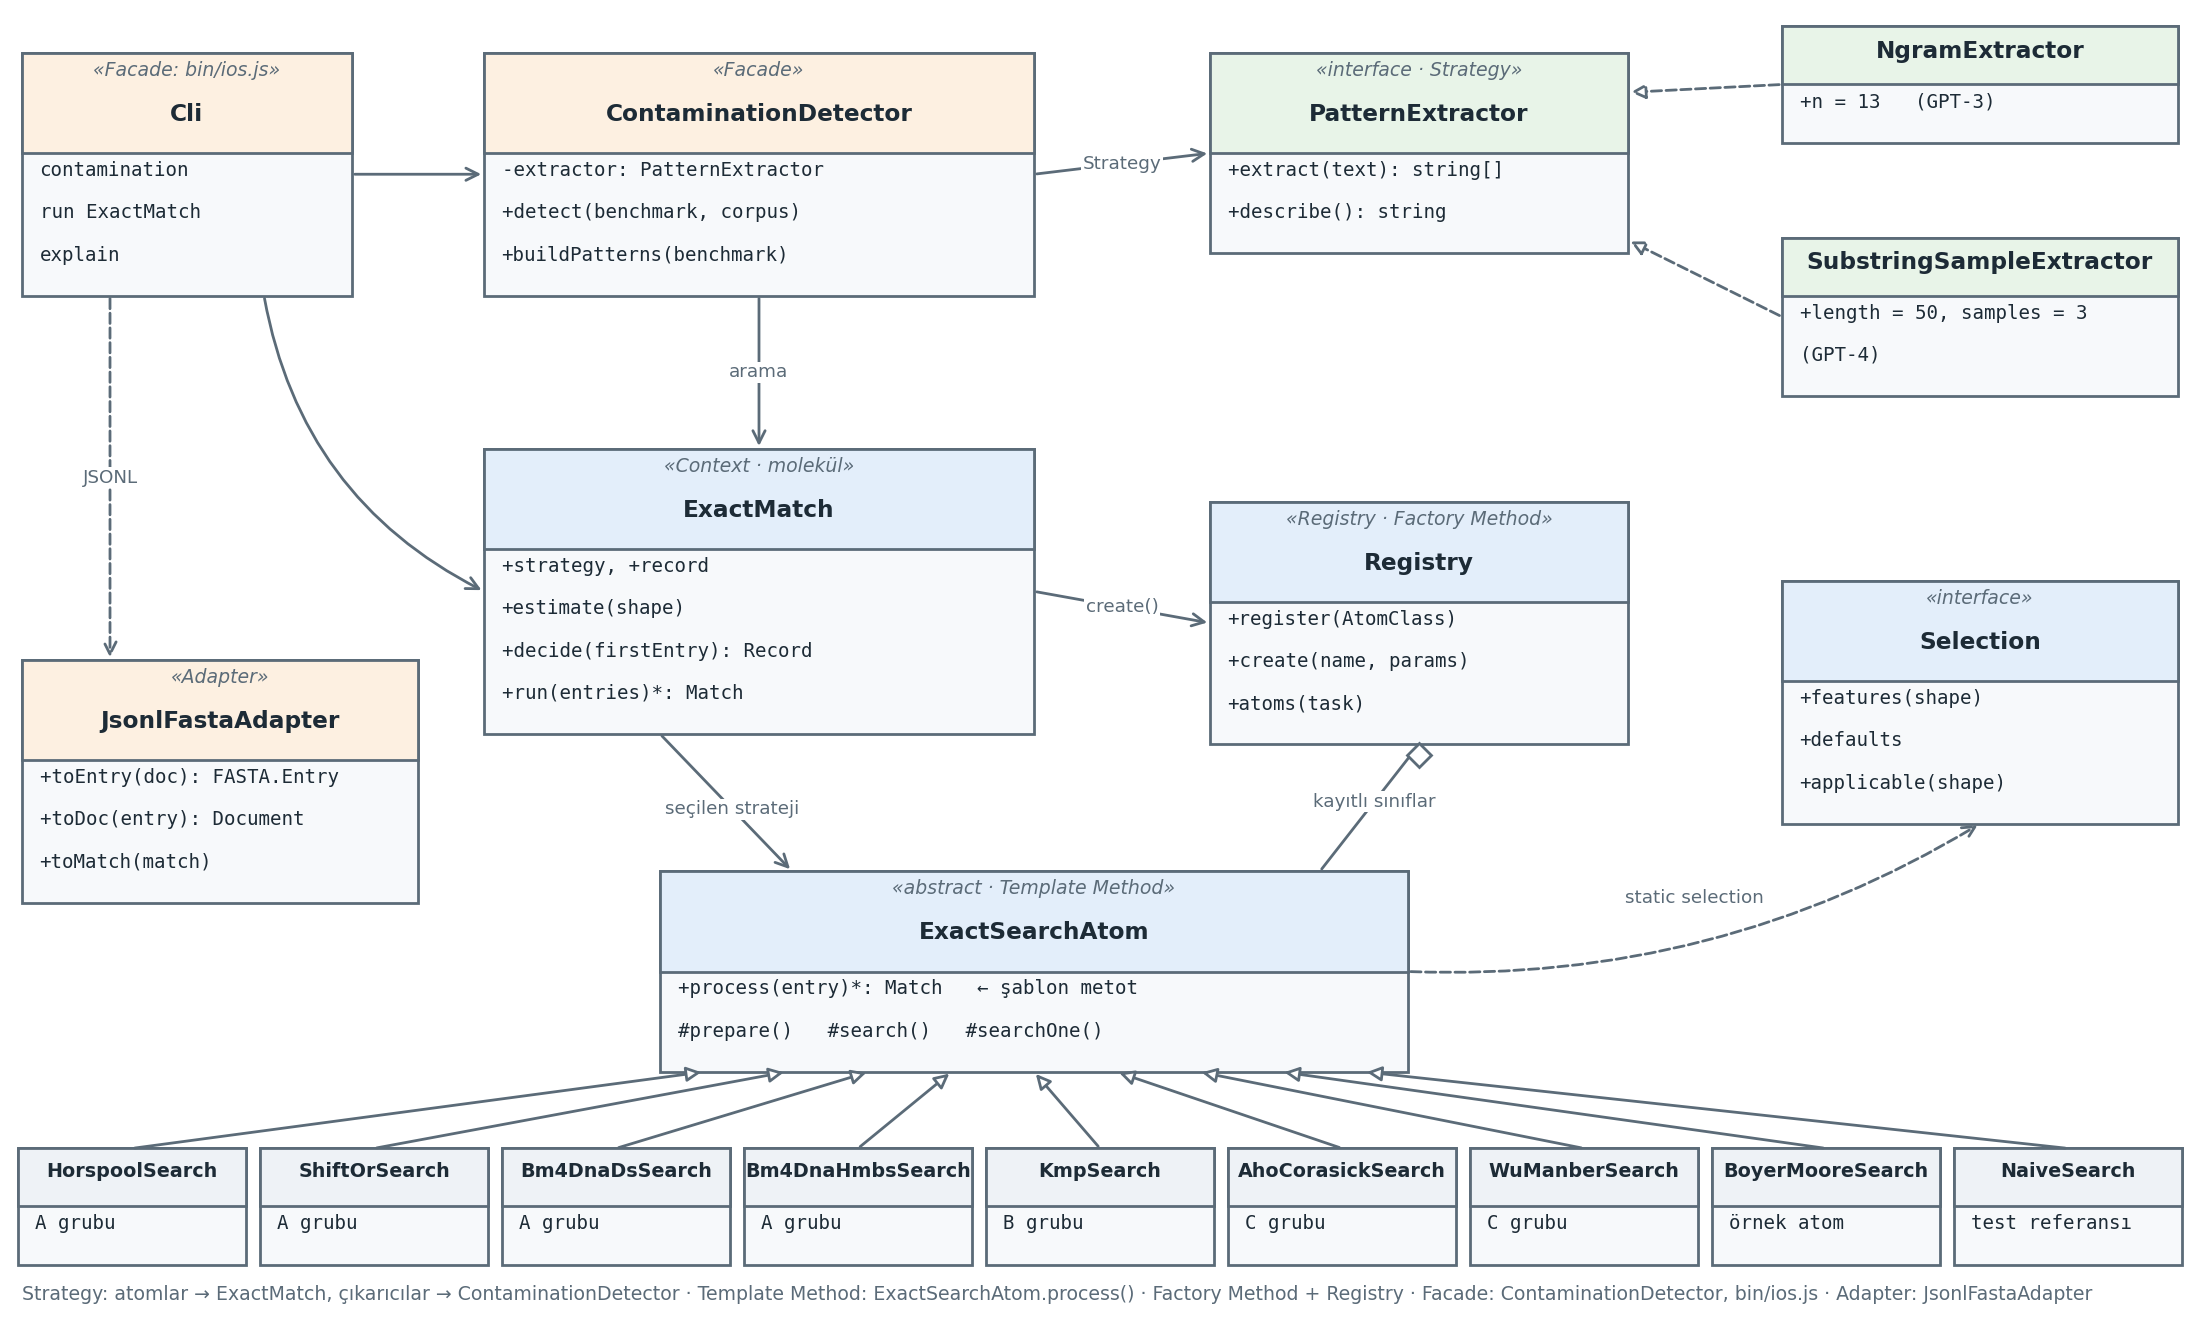 «Facade: bin/ios.js»
Cli
contamination
run ExactMatch
explain
«Facade»
ContaminationDetector
-extractor: PatternExtractor
+detect(benchmark, corpus)
+buildPatterns(benchmark)
Strategy
«interface · Strategy»
PatternExtractor
+extract(text): string[]
+describe(): string
NgramExtractor
+n = 13   (GPT-3)
SubstringSampleExtractor
+length = 50, samples = 3
(GPT-4)
arama
JSONL
«Context · molekül»
ExactMatch
+strategy, +record
+estimate(shape)
+decide(firstEntry): Record
+run(entries)*: Match
create()
«Registry · Factory Method»
Registry
+register(AtomClass)
+create(name, params)
+atoms(task)
«interface»
Selection
+features(shape)
+defaults
+applicable(shape)
«Adapter»
JsonlFastaAdapter
+toEntry(doc): FASTA.Entry
+toDoc(entry): Document
+toMatch(match)
seçilen strateji
kayıtlı sınıflar
static selection
«abstract · Template Method»
ExactSearchAtom
+process(entry)*: Match   ← şablon metot
#prepare()   #search()   #searchOne()
HorspoolSearch
A grubu
ShiftOrSearch
A grubu
Bm4DnaDsSearch
A grubu
Bm4DnaHmbsSearch
A grubu
KmpSearch
B grubu
AhoCorasickSearch
C grubu
WuManberSearch
C grubu
BoyerMooreSearch
örnek atom
NaiveSearch
test referansı
Strategy: atomlar → ExactMatch, çıkarıcılar → ContaminationDetector · Template Method: ExactSearchAtom.process() · Factory Method + Registry · Facade: ContaminationDetector, bin/ios.js · Adapter: JsonlFastaAdapter